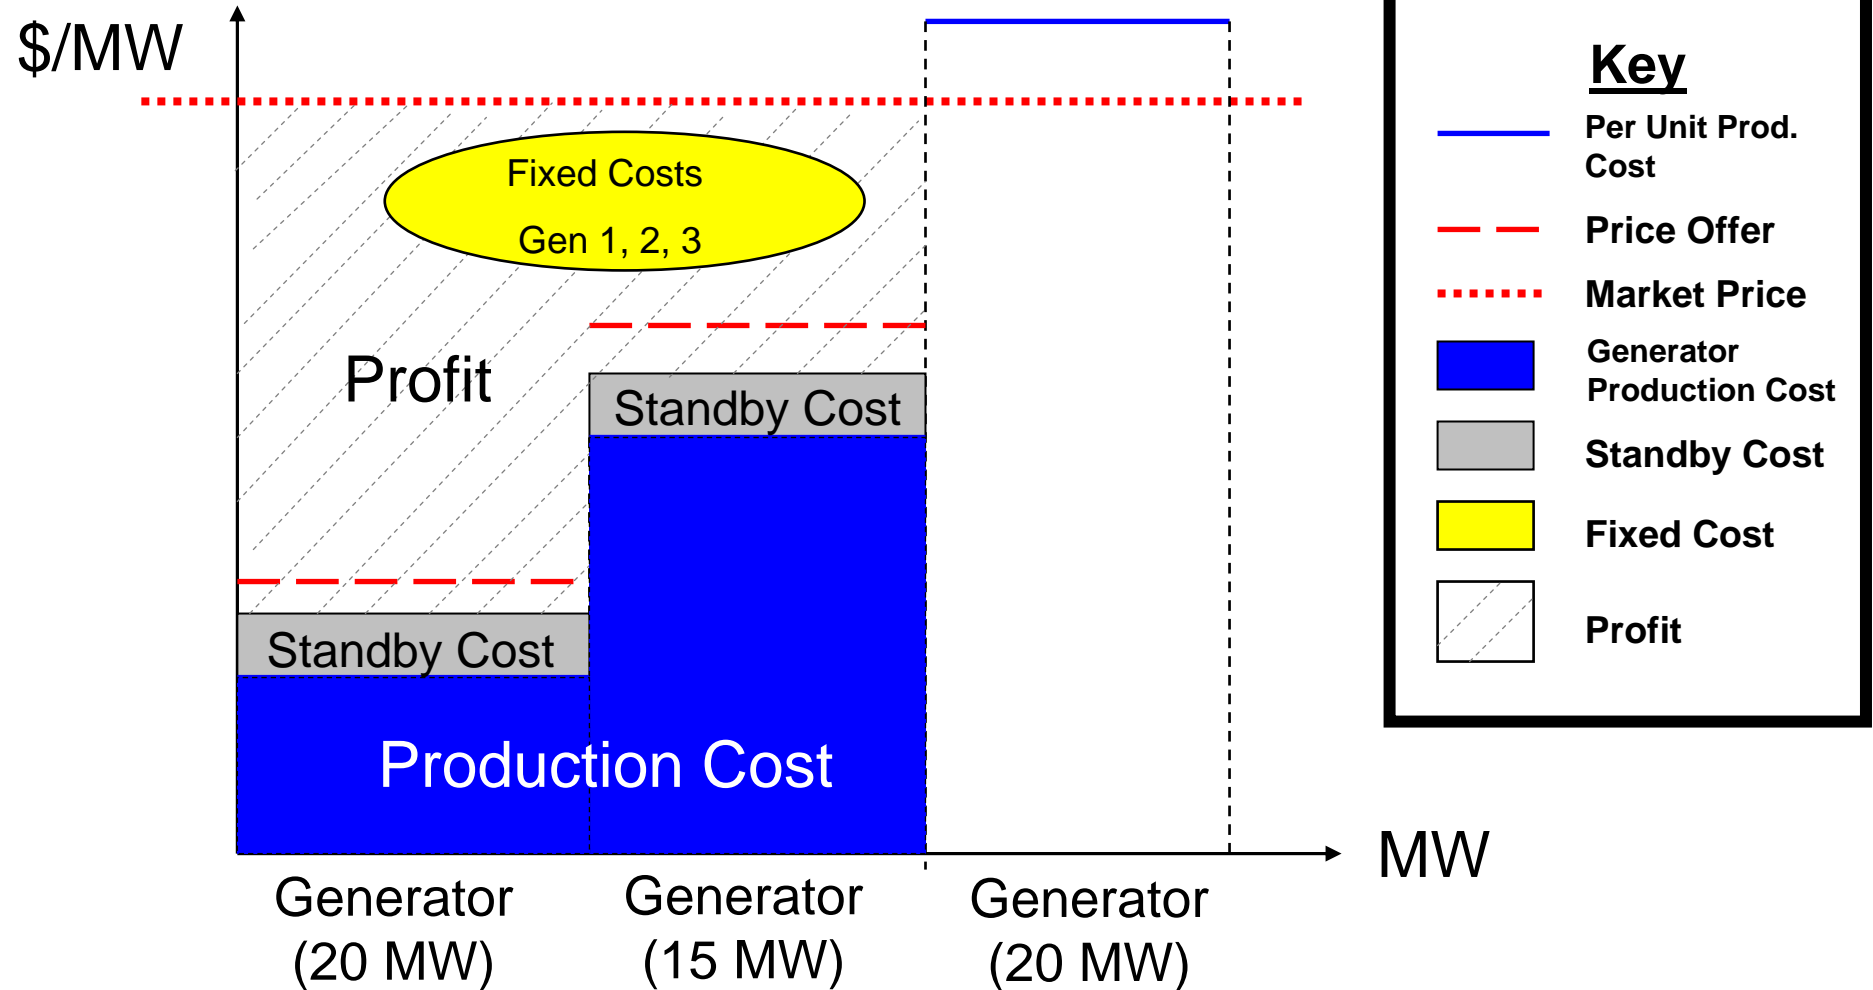 $/MW
Fixed Costs
Gen 1, 2, 3
Profit
Standby Cost
Standby Cost
Production Cost
MW
Generator
(20 MW)
Generator
(15 MW)
Generator
(20 MW)
Key
Per Unit Prod.
Cost
Price Offer
Market Price
Generator
Production Cost
Standby Cost
Fixed Cost
Profit